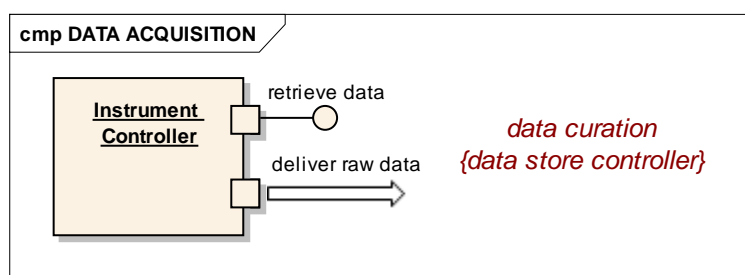 cmp DATA ACQUISITION
Instrument
Controller
retrieve data
deliver raw data
data curation
{data store controller}